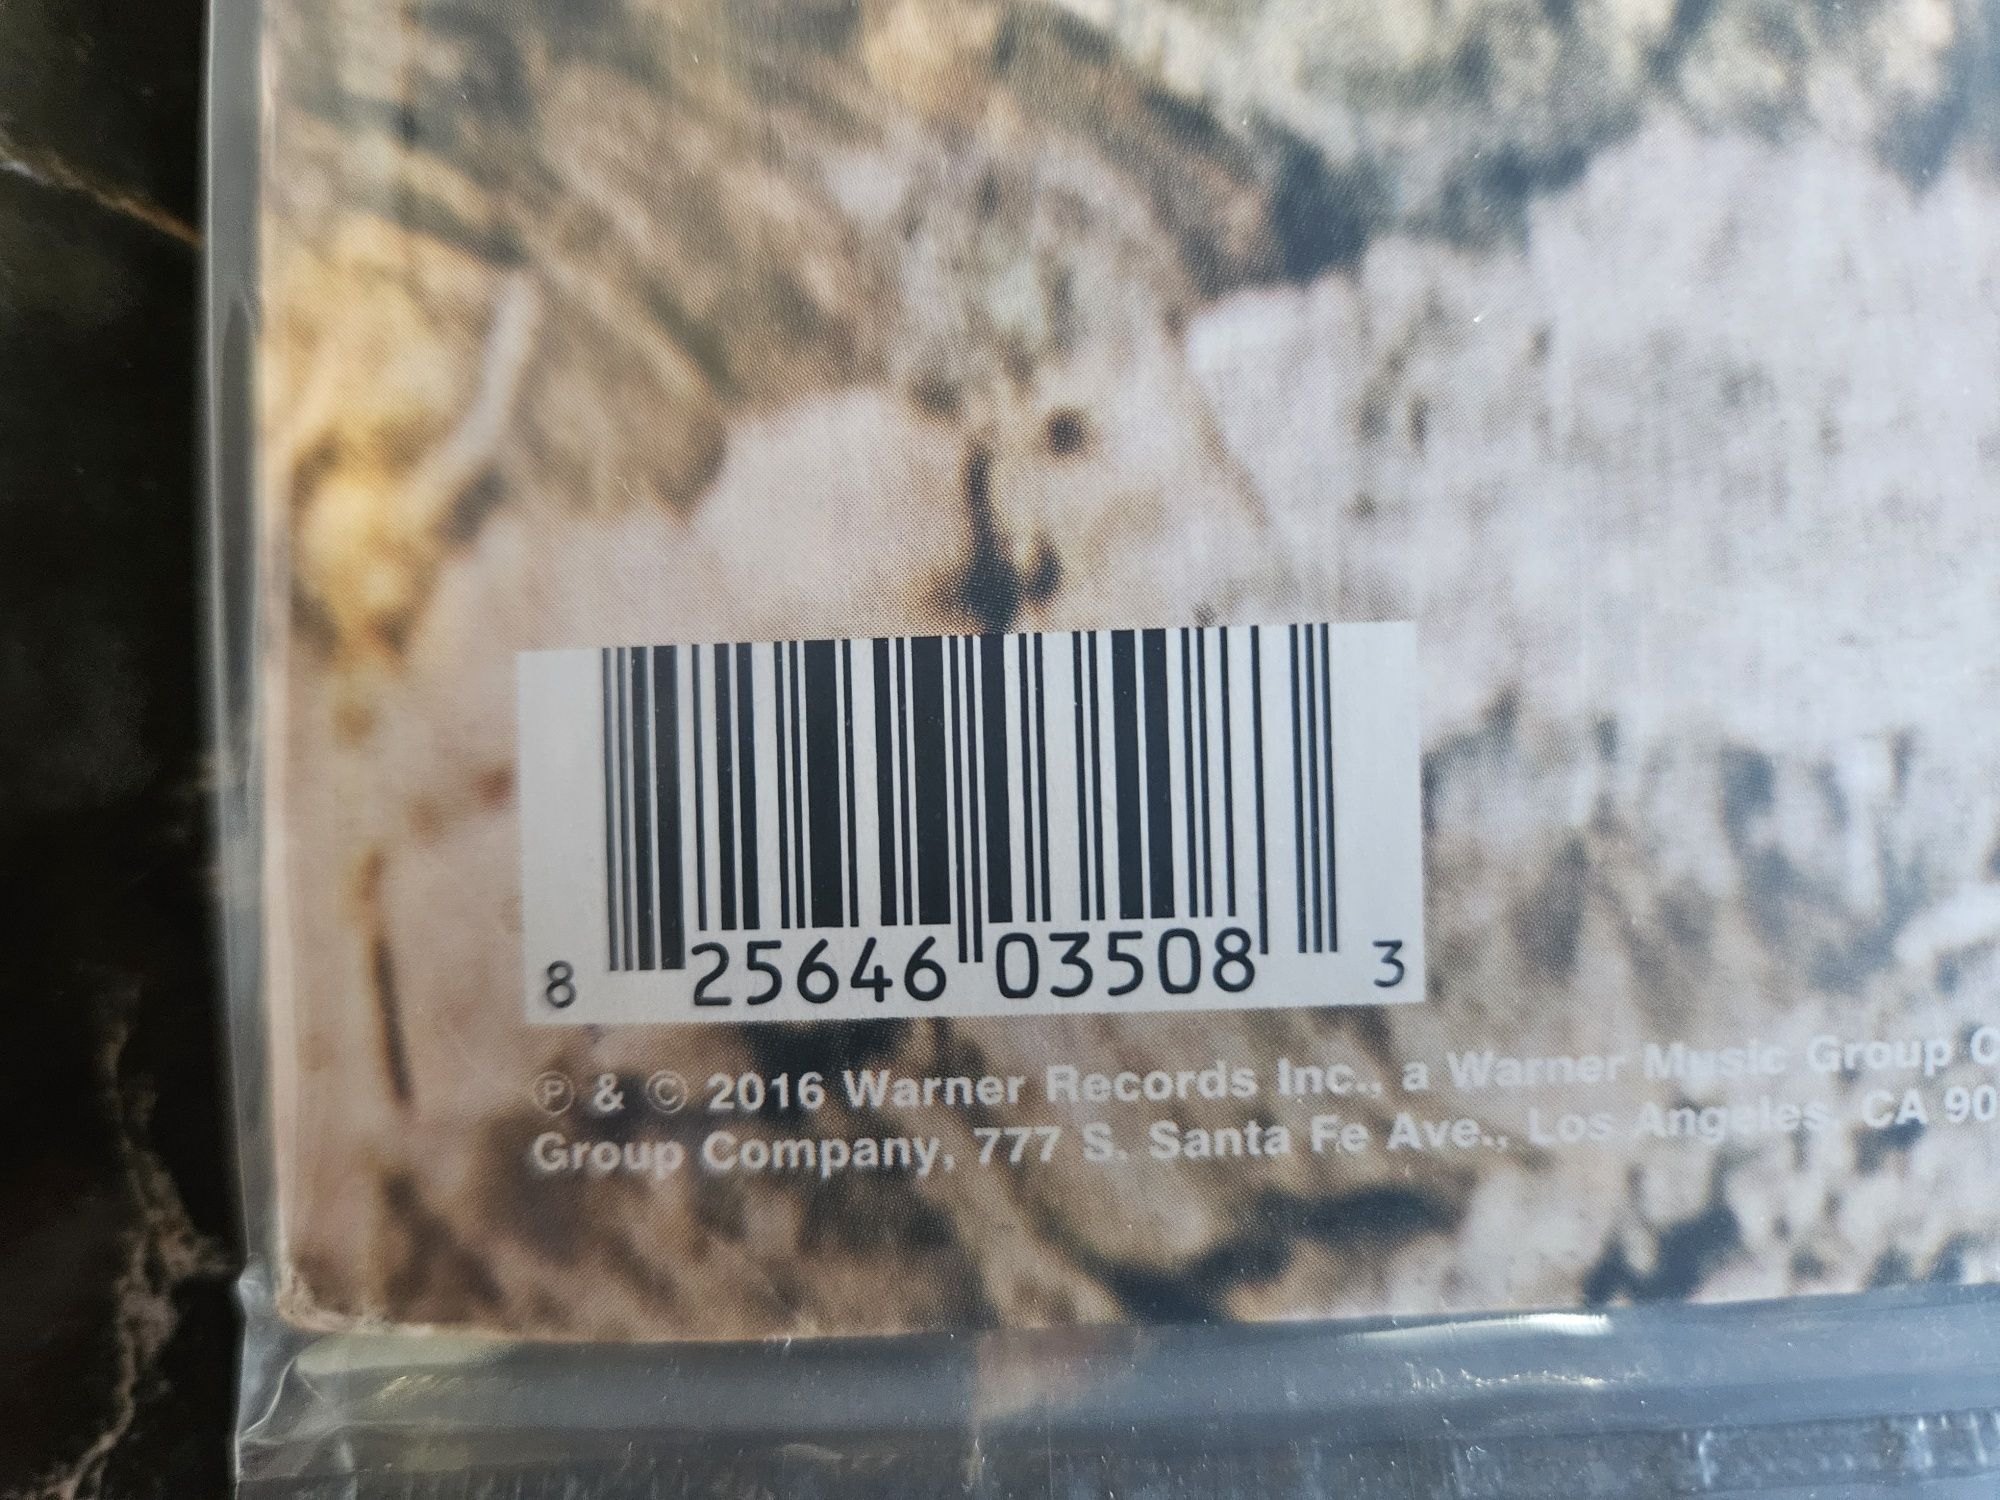 8 25646 03508 3
℗ & © 2016 Warner Records Inc., a Warner Music Group
Group Company, 777 S. Santa Fe Ave., Los Angeles, CA 90